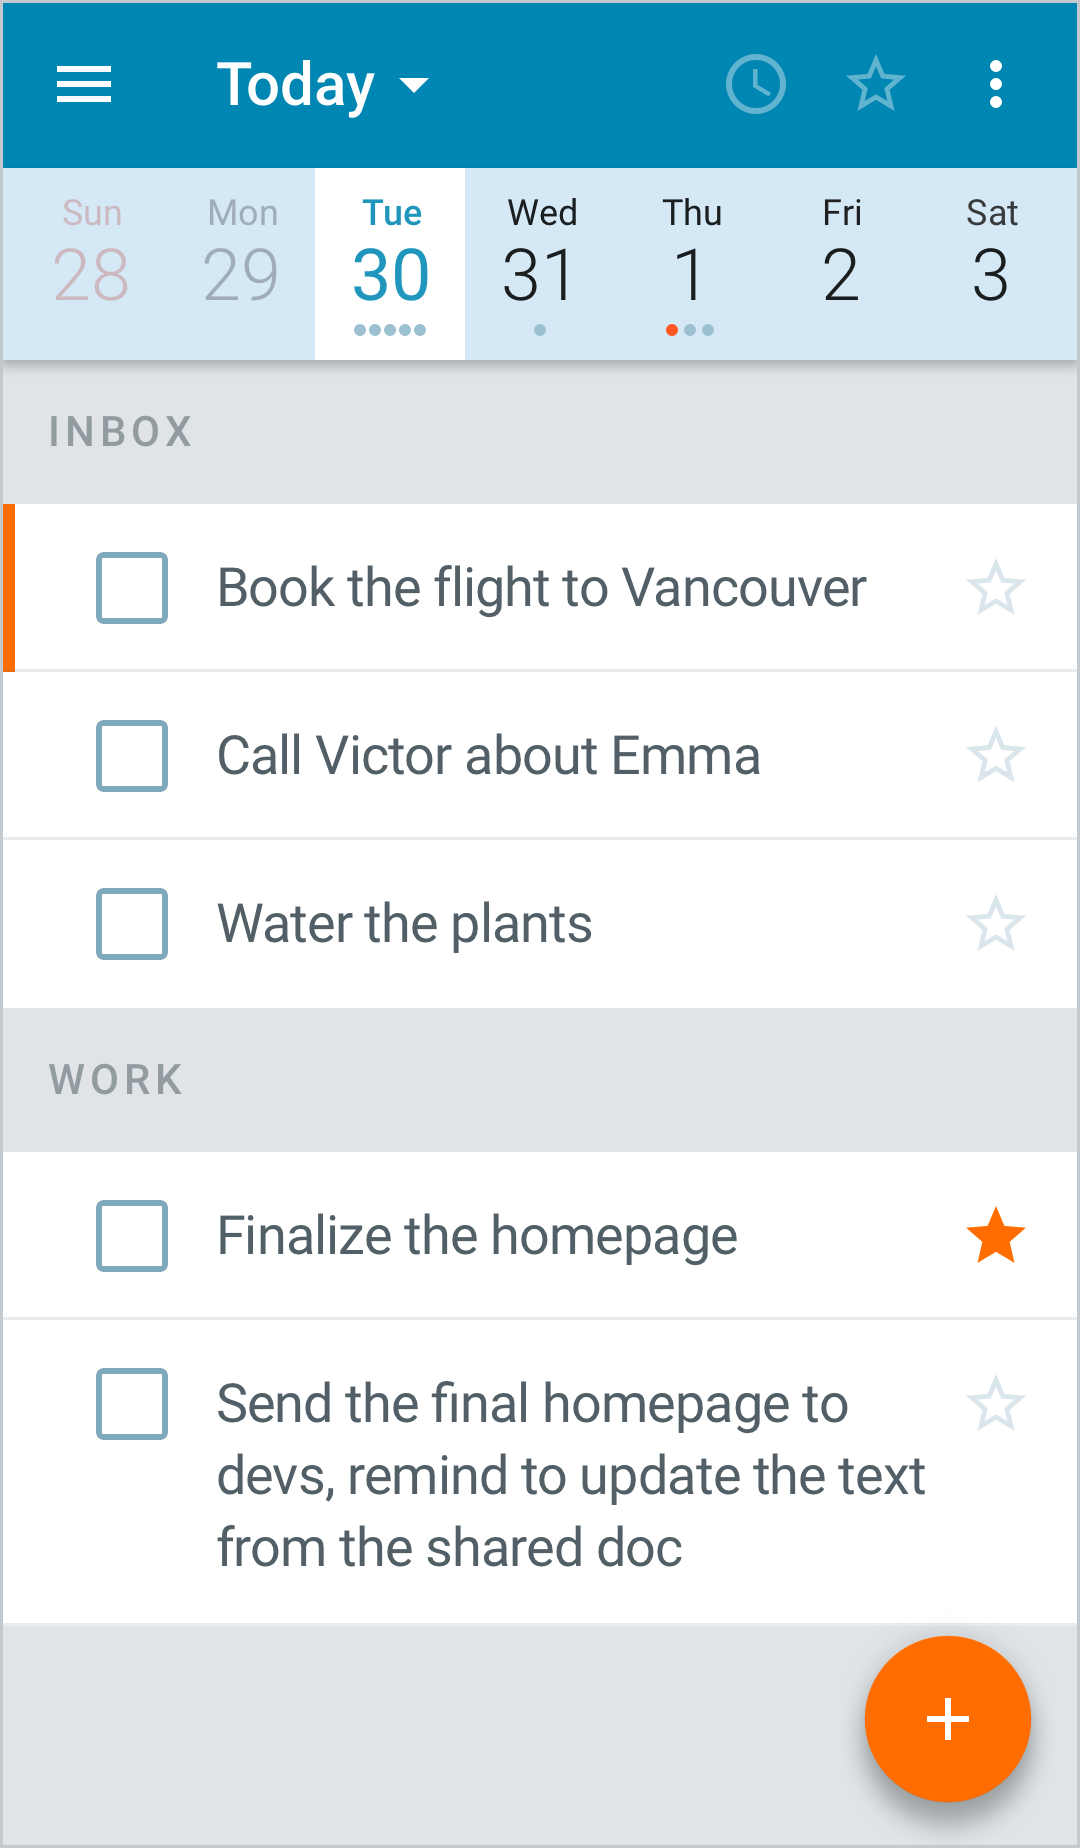 Today
Sun Mon Tue Wed Thu Fri Sat
28 29 30 31 1 2 3
INBOX
Book the flight to Vancouver
Call Victor about Emma
Water the plants
WORK
Finalize the homepage
Send the final homepage to
devs, remind to update the text
from the shared doc